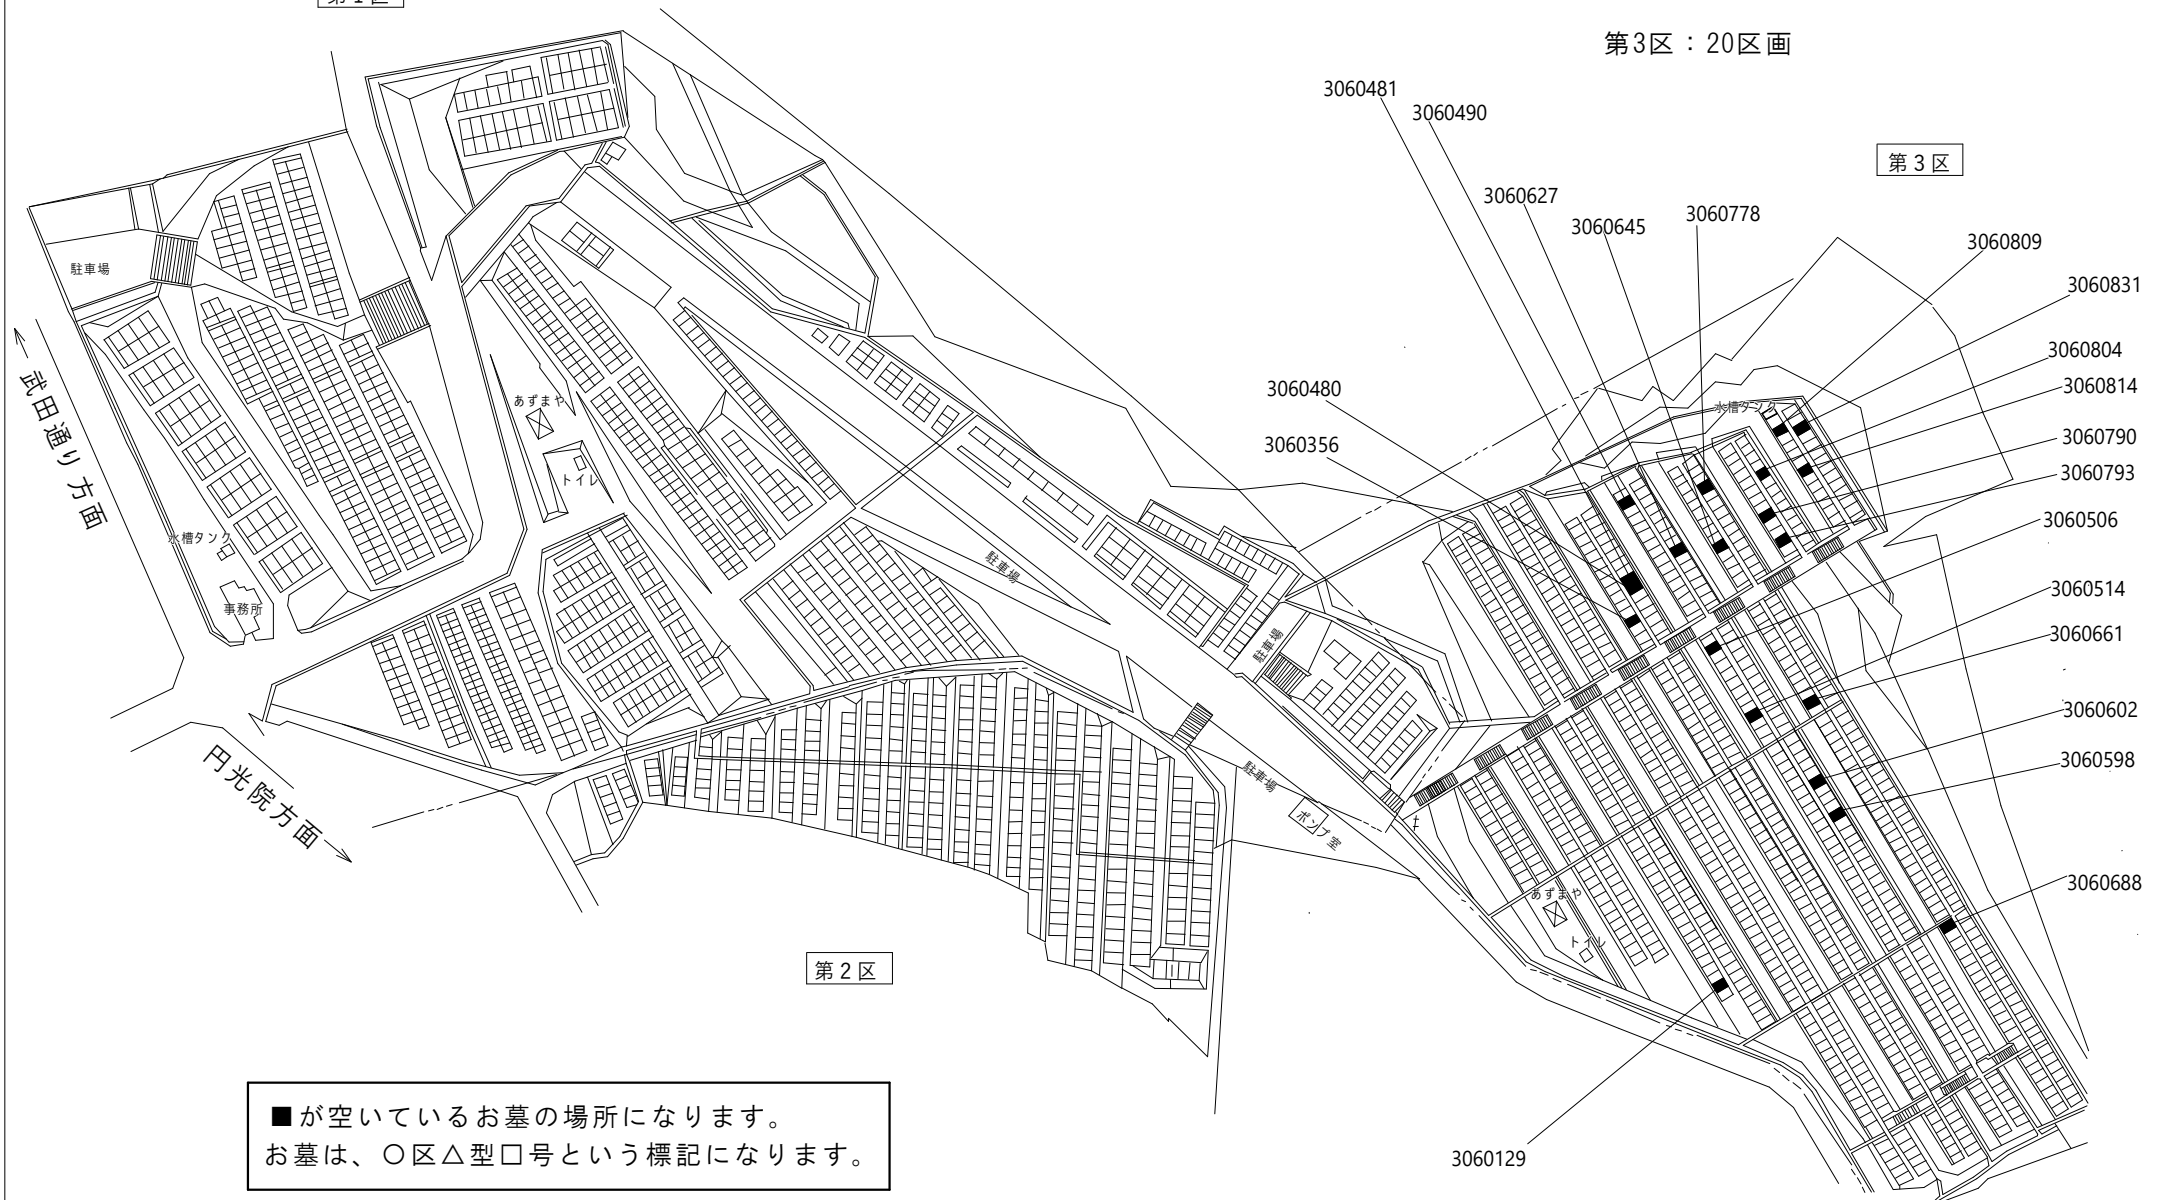 第1区
第3区：20区画
3060481
3060490
第3区
3060627
3060778
3060645
3060809
3060831
3060804
3060814
3060480
3060356
3060790
3060793
3060506
3060514
3060661
3060602
3060598
3060688
3060129
水槽タンク
駐車場
武田通り方面
あずまや
トイレ
水槽タンク
事務所
円光院方面
駐車場
駐車場
駐車場
ポンプ室
あずまや
トイレ
第2区
■が空いているお墓の場所になります。
お墓は、〇区△型□号という標記になります。